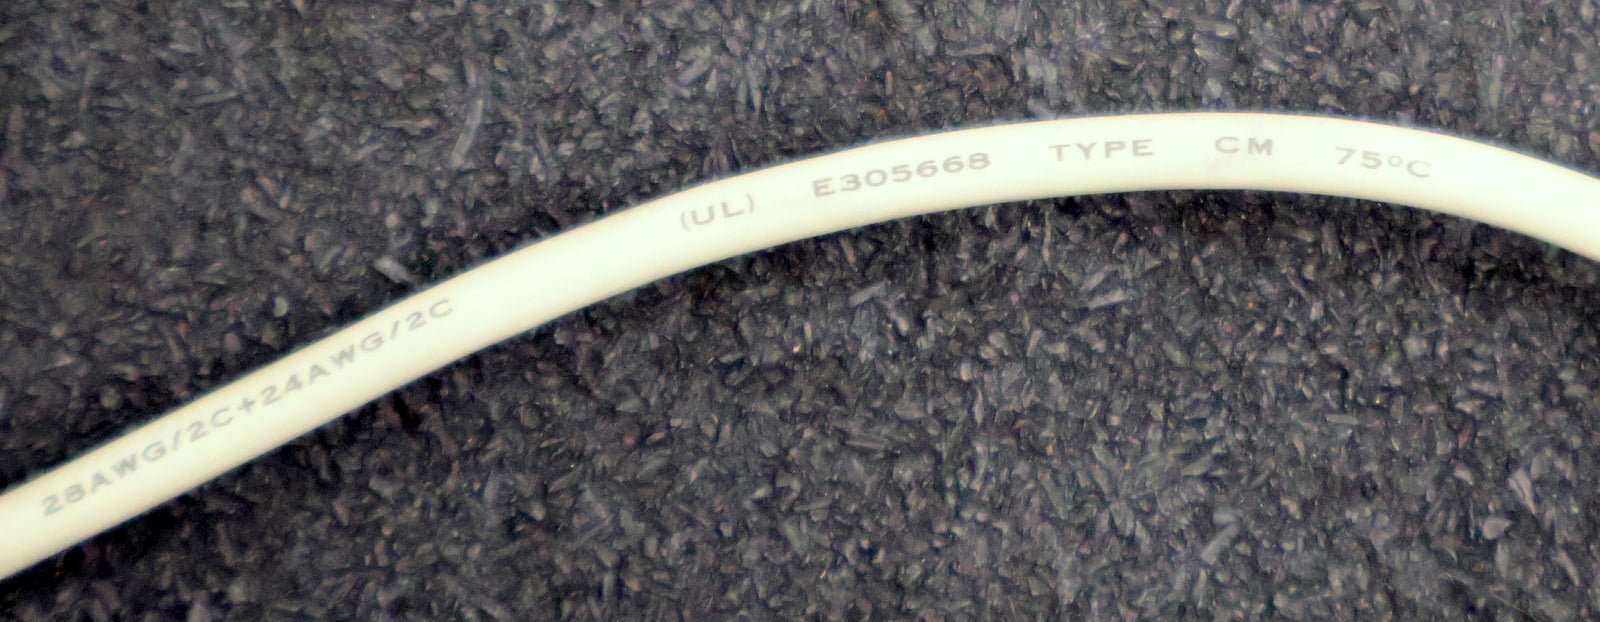 28AWG/2C+24AWG/2C (UL) E305668 TYPE CM 75°C